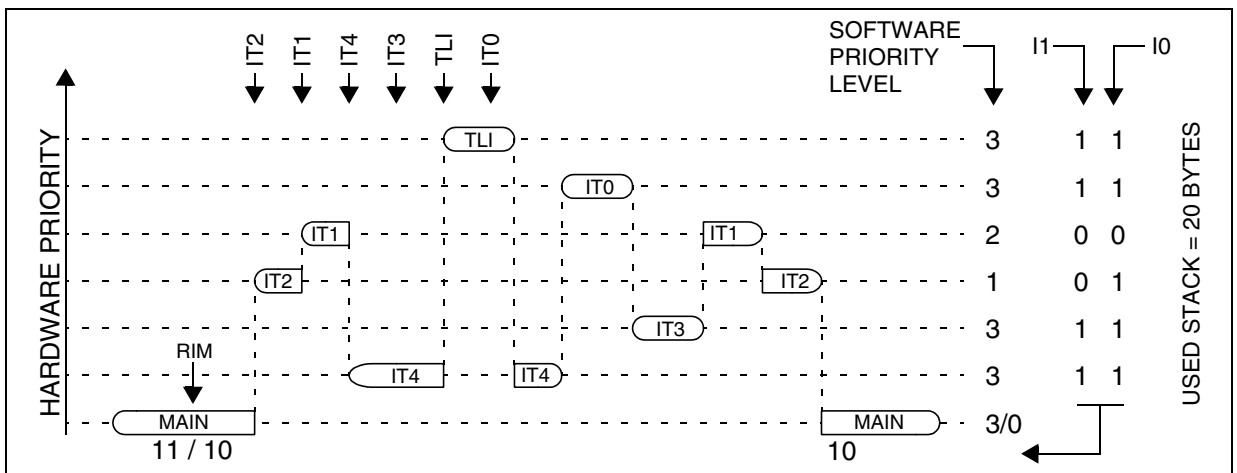 IT2
IT1
IT4
IT3
TLI
IT0
SOFTWARE
PRIORITY
LEVEL
I1
I0
HARDWARE PRIORITY
TLI
3
1 1
IT0
3
1 1
IT1
IT1
2
0 0
IT2
IT2
1
0 1
IT3
3
1 1
RIM
IT4
IT4
3
1 1
MAIN
MAIN
3/0
11 / 10
10
USED STACK = 20 BYTES